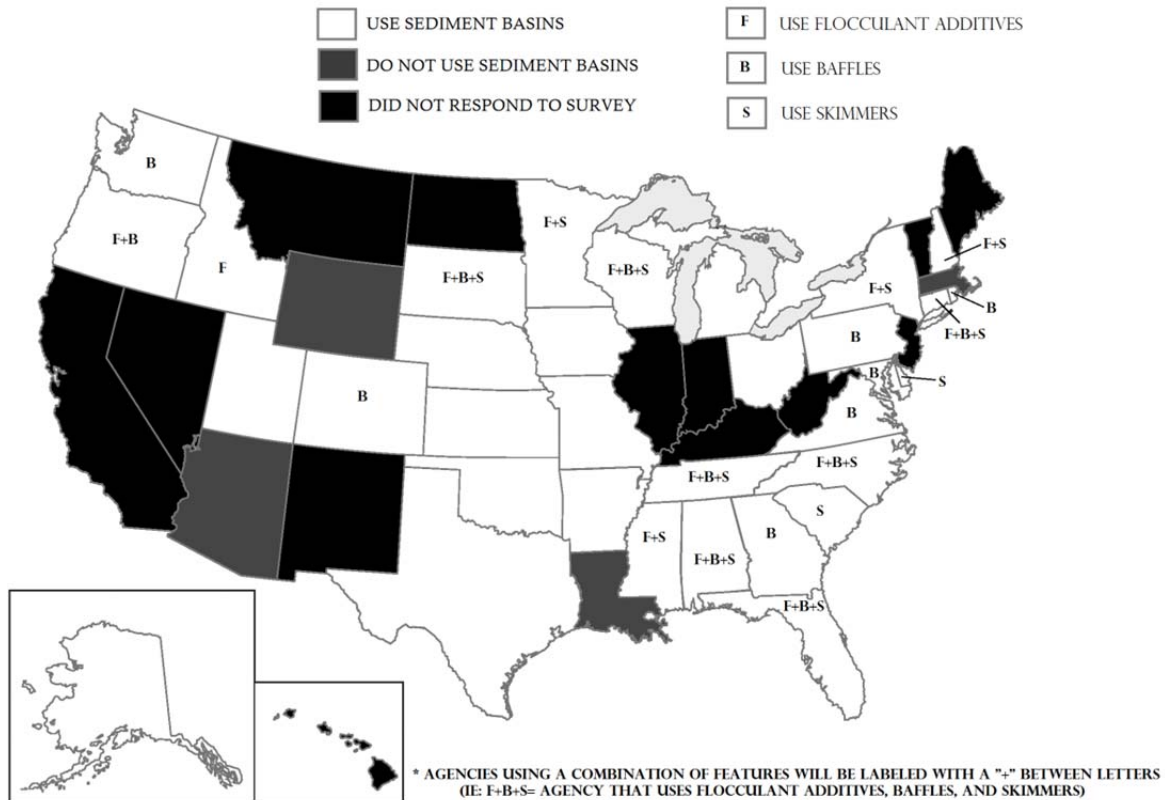 USE SEDIMENT BASINS
DO NOT USE SEDIMENT BASINS
DID NOT RESPOND TO SURVEY
F USE FLOCCULANT ADDITIVES
B USE BAFFLES
S USE SKIMMERS
B
F+B
F
F+S
F+B+S
F+B+S
F+S
F+S
B
F+B+S
B
B
B
S
B
F+B+S
F+B+S
S
F+S
F+B+S
B
F+B+S
* AGENCIES USING A COMBINATION OF FEATURES WILL BE LABELED WITH A "+" BETWEEN LETTERS
(IE: F+B+S= AGENCY THAT USES FLOCCULANT ADDITIVES, BAFFLES, AND SKIMMERS)